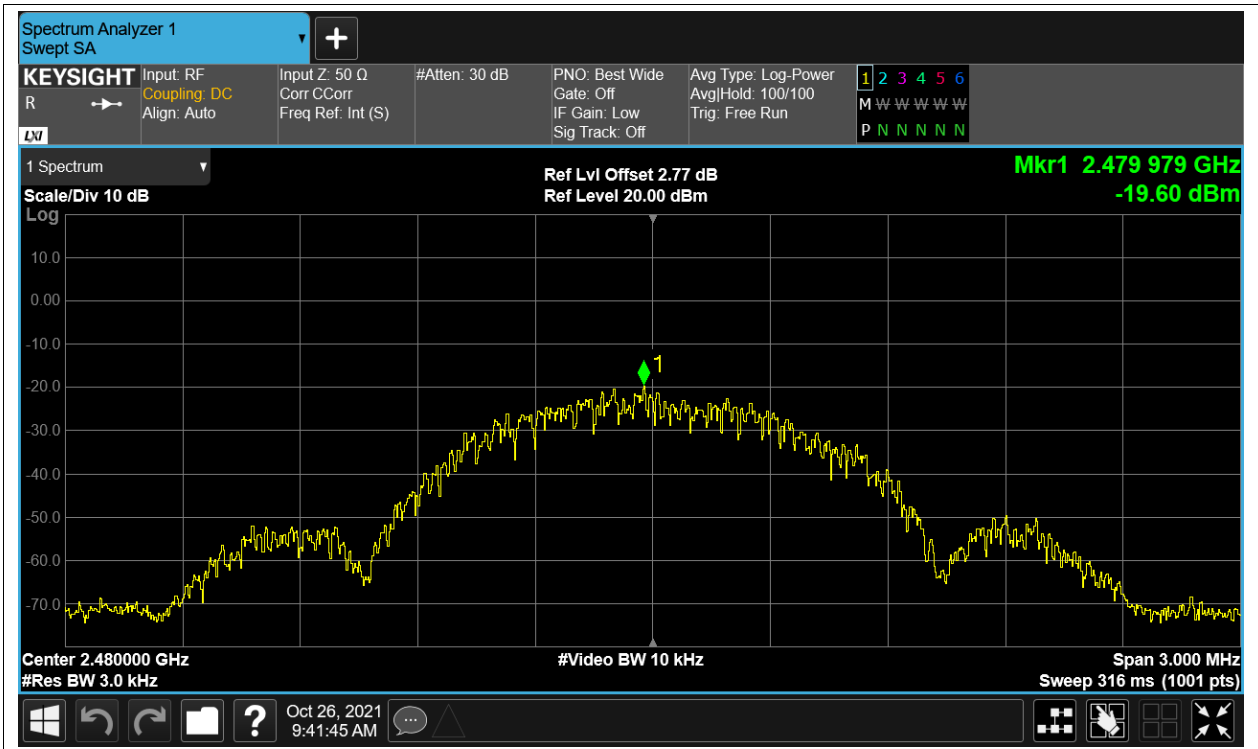 Spectrum Analyzer 1
Swept SA
+
KEYSIGHT
R
LXI
Input: RF
Coupling: DC
Align: Auto
Input Z: 50 Ω
Corr CCorr
Freq Ref: Int (S)
#Atten: 30 dB
PNO: Best Wide
Gate: Off
IF Gain: Low
Sig Track: Off
Avg Type: Log-Power
Avg|Hold: 100/100
Trig: Free Run
1 2 3 4 5 6
M W W W W W
P N N N N N
1 Spectrum
Scale/Div 10 dB
Log
Ref Lvl Offset 2.77 dB
Ref Level 20.00 dBm
Mkr1 2.479 979 GHz
-19.60 dBm
10.0
0.00
-10.0
-20.0
-30.0
-40.0
-50.0
-60.0
-70.0
1
Center 2.480000 GHz
#Res BW 3.0 kHz
#Video BW 10 kHz
Span 3.000 MHz
Sweep 316 ms (1001 pts)
?
Oct 26, 2021
9:41:45 AM